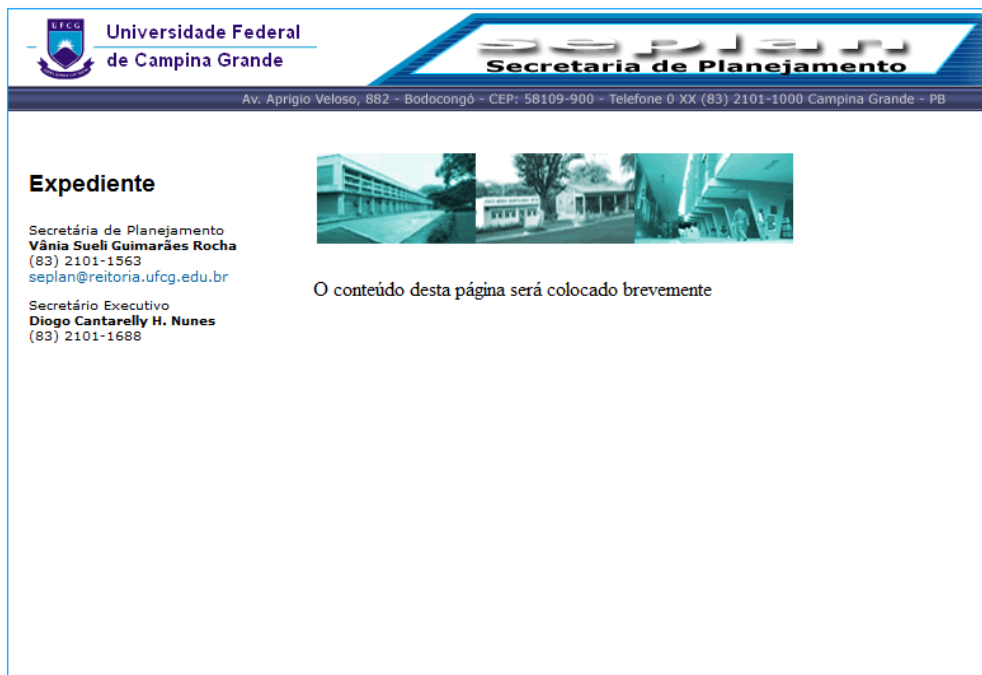 UFCG
Universidade Federal
de Campina Grande
seplan
Secretaria de Planejamento
Av. Aprigio Veloso, 882 - Bodocongó - CEP: 58109-900 - Telefone 0 XX (83) 2101-1000 Campina Grande - PB
Expediente
Secretária de Planejamento
Vânia Sueli Guimarães Rocha
(83) 2101-1563
seplan@reitoria.ufcg.edu.br
Secretário Executivo
Diogo Cantarelly H. Nunes
(83) 2101-1688
O conteúdo desta página será colocado brevemente